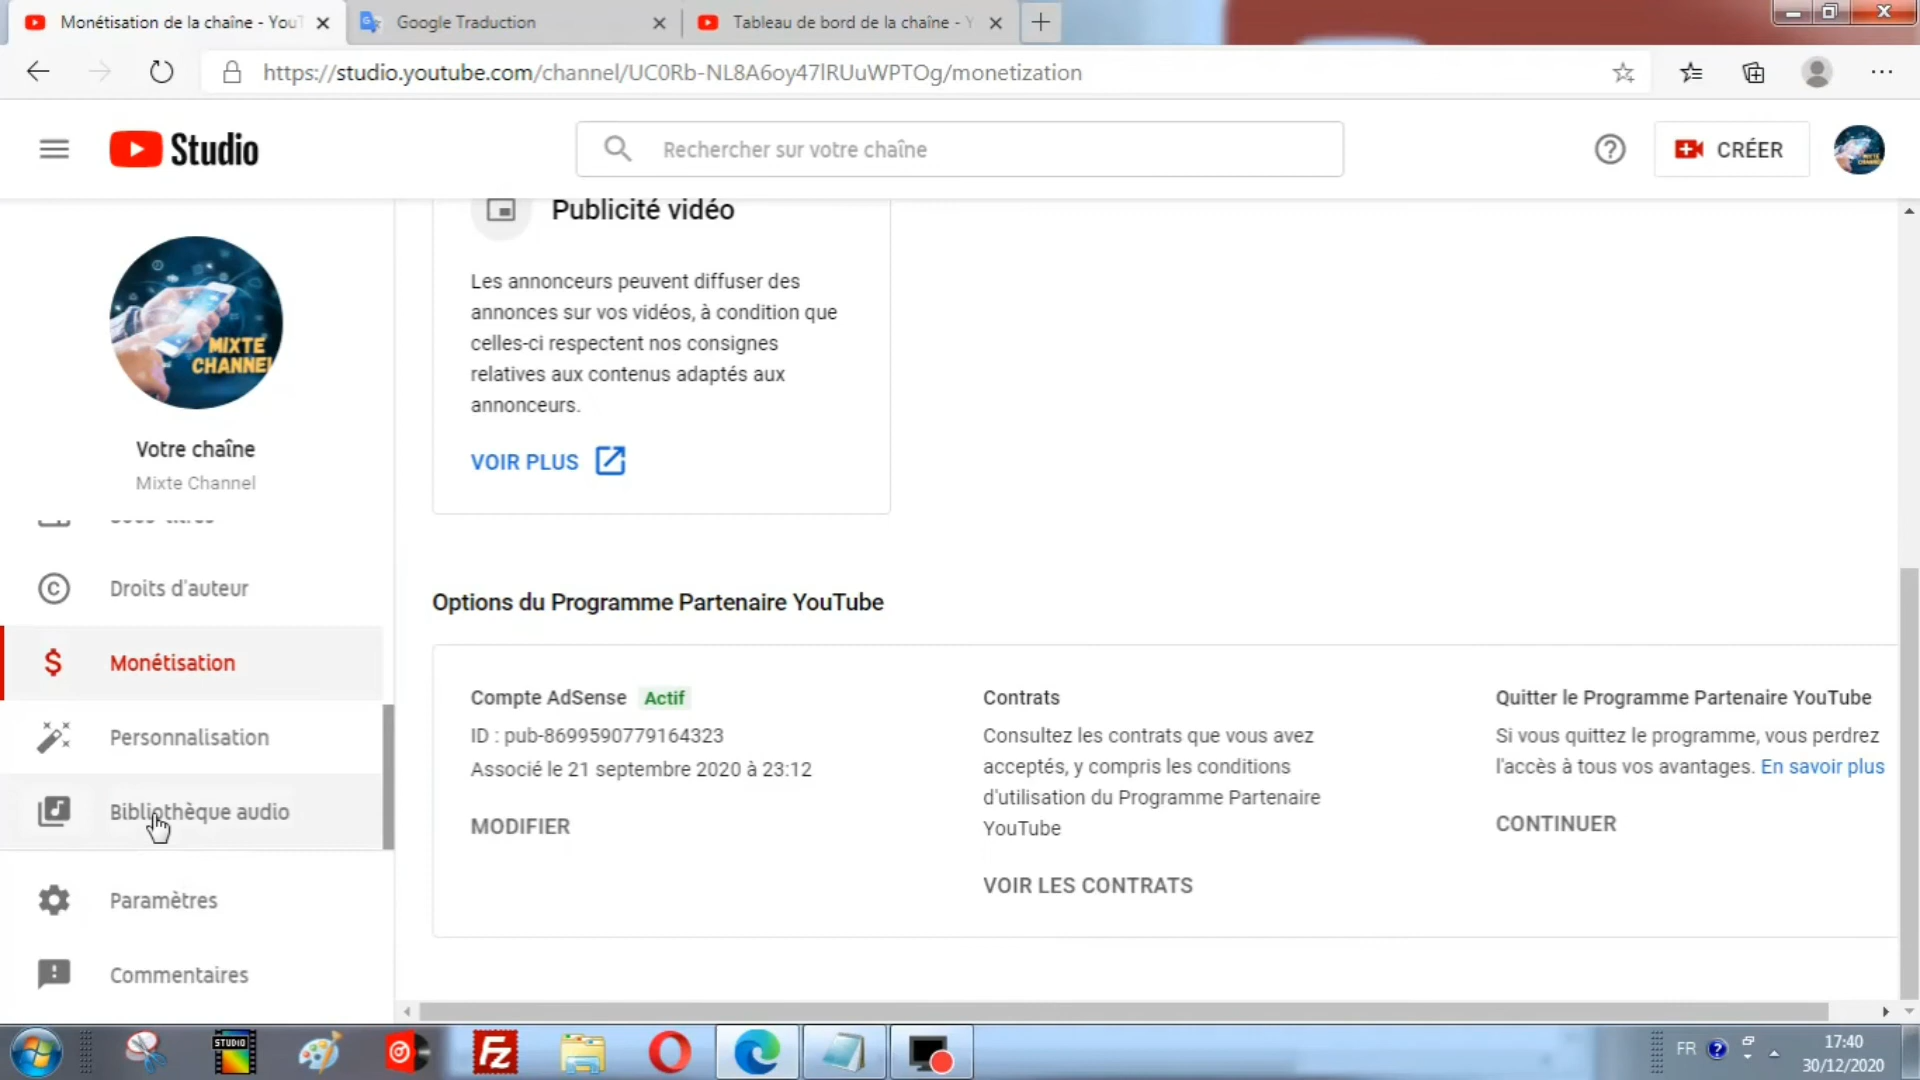 Monétisation de la chaîne - You
Google Traduction
Tableau de bord de la chaîne - Y
https://studio.youtube.com/channel/UC0Rb-NL8A6oy47lRUuWPTOg/monetization
Studio
Rechercher sur votre chaîne
CRÉER
MIXTE
CHANNEL
Votre chaîne
Mixte Channel
Sous-titres
Droits d'auteur
Monétisation
Personnalisation
Bibliothèque audio
Paramètres
Commentaires
Publicité vidéo
Les annonceurs peuvent diffuser des
annonces sur vos vidéos, à condition que
celles-ci respectent nos consignes
relatives aux contenus adaptés aux
annonceurs.
VOIR PLUS
Options du Programme Partenaire YouTube
Compte AdSense Actif
ID : pub-8699590779164323
Associé le 21 septembre 2020 à 23:12
MODIFIER
Contrats
Consultez les contrats que vous avez
acceptés, y compris les conditions
d'utilisation du Programme Partenaire
YouTube
VOIR LES CONTRATS
Quitter le Programme Partenaire YouTube
Si vous quittez le programme, vous perdrez
l'accès à tous vos avantages. En savoir plus
CONTINUER
STUDIO
FZ
FR
17:40
30/12/2020